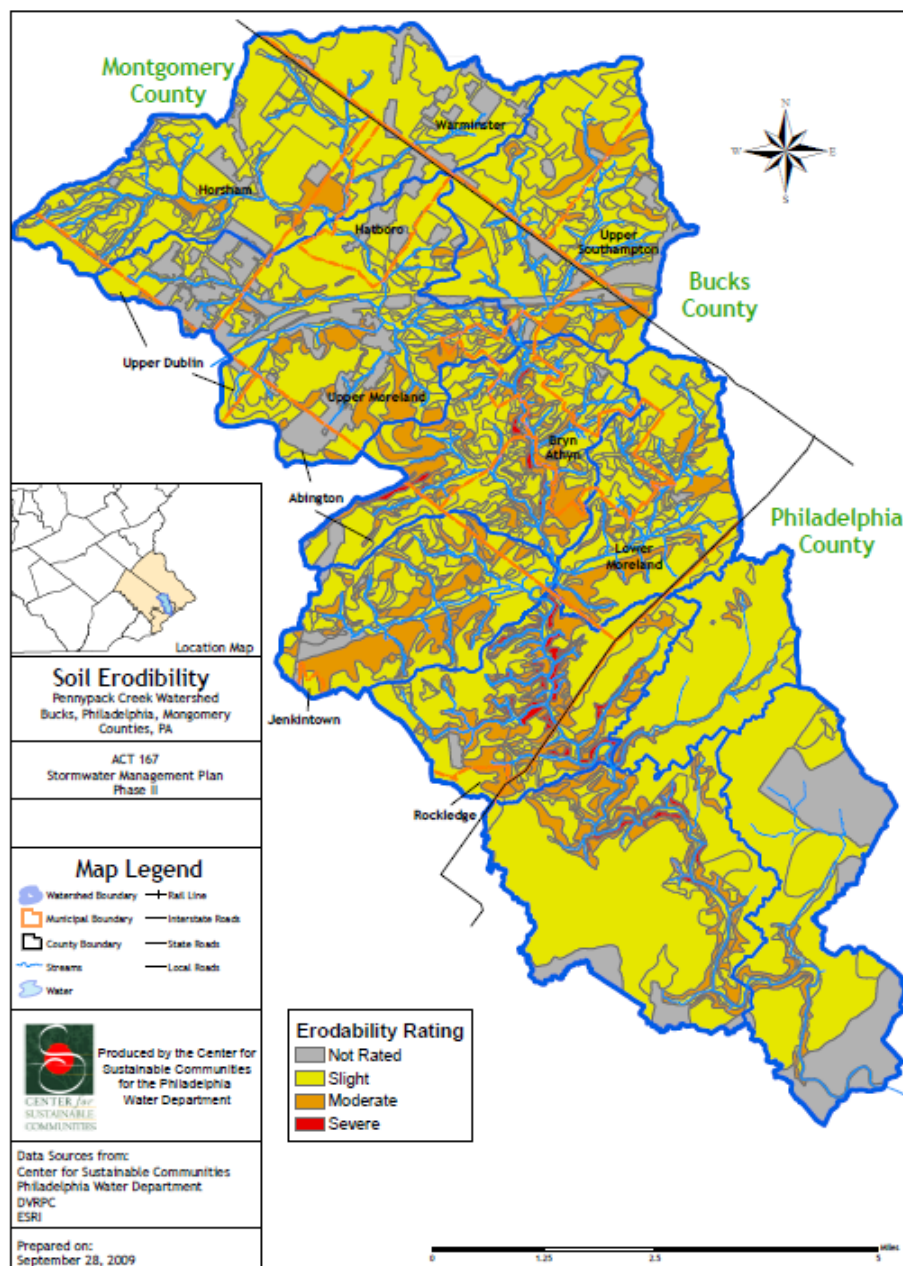 Montgomery
County
Warminster
Horsham
Hatboro
Upper
Southampton
Bucks
County
Upper Dublin
Upper Moreland
Bryn
Athyn
Abington
Lower
Moreland
Philadelphia
County
Jenkintown
Rockledge
N
W
E
S
Location Map
Soil Erodibility
Pennypack Creek Watershed
Bucks, Philadelphia, Mongomery
Counties, PA
ACT 167
Stormwater Management Plan
Phase II
Map Legend
Watershed Boundary
Rail Line
Municipal Boundary
Interstate Roads
County Boundary
State Roads
Streams
Local Roads
Water
CENTER for
SUSTAINABLE
COMMUNITIES
Produced by the Center for
Sustainable Communities
for the Philadelphia
Water Department
Erodability Rating
Not Rated
Slight
Moderate
Severe
Data Sources from:
Center for Sustainable Communities
Philadelphia Water Department
DVRPC
ESRI
Prepared on:
September 28, 2009
Miles
0 1.25 2.5 5